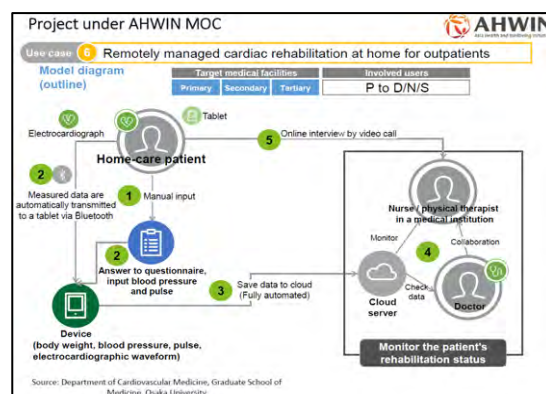 Project under AHWIN MOC
AHWIN
Use case 6 Remotely managed cardiac rehabilitation at home for outpatients
Model diagram
(outline)
Target medical facilities
Involved users
Primary
Secondary
Tertiary
P to D/N/S
Electrocardiograph
Tablet
5 Online interview by video call
Home-care patient
2
Measured data are
automatically transmitted
to a tablet via Bluetooth
1 Manual input
Nurse / physical therapist
in a medical institution
2
Answer to questionnaire,
input blood pressure
and pulse
Monitor
4
Collaboration
3 Save data to cloud
(Fully automated)
Cloud
server
Check
data
Doctor
Device
(body weight, blood pressure, pulse,
electrocardiographic waveform)
Monitor the patient's
rehabilitation status
Source: Department of Cardiovascular Medicine, Graduate School of
Medicine, Osaka University